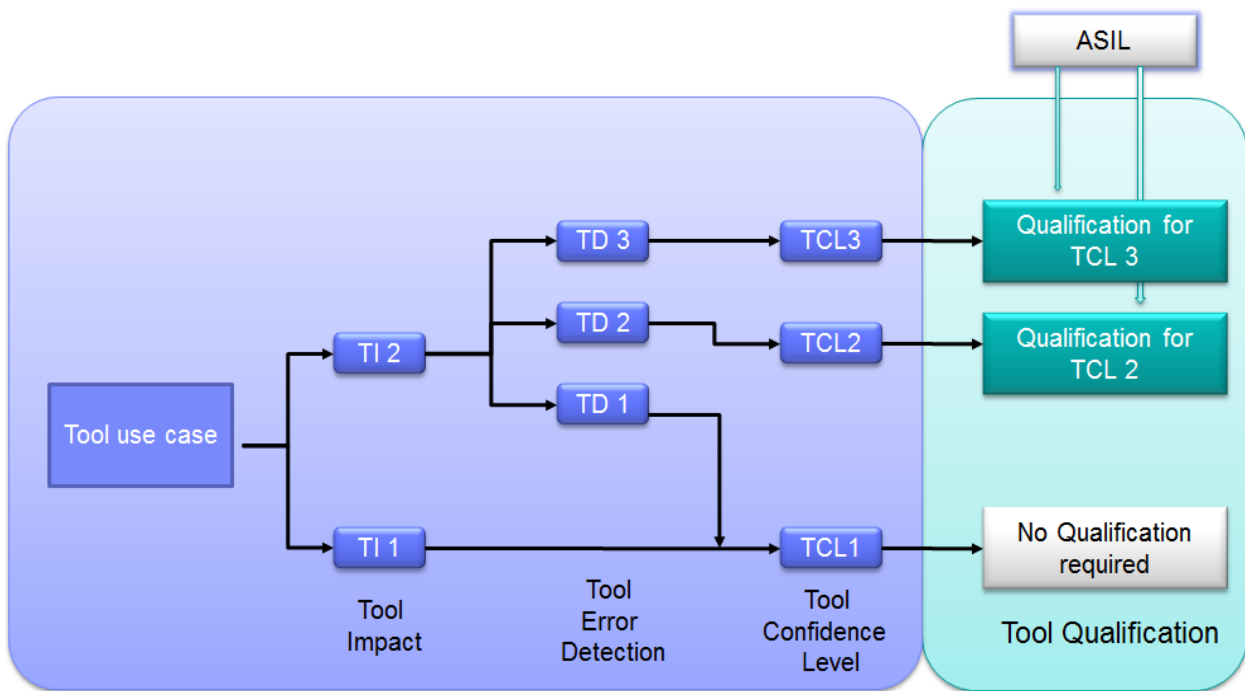 ASIL
TD 3
TCL3
Qualification for
TCL 3
TD 2
TCL2
Qualification for
TCL 2
TI 2
TD 1
Tool use case
TI 1
TCL1
No Qualification
required
Tool
Impact
Tool
Error
Detection
Tool
Confidence
Level
Tool Qualification